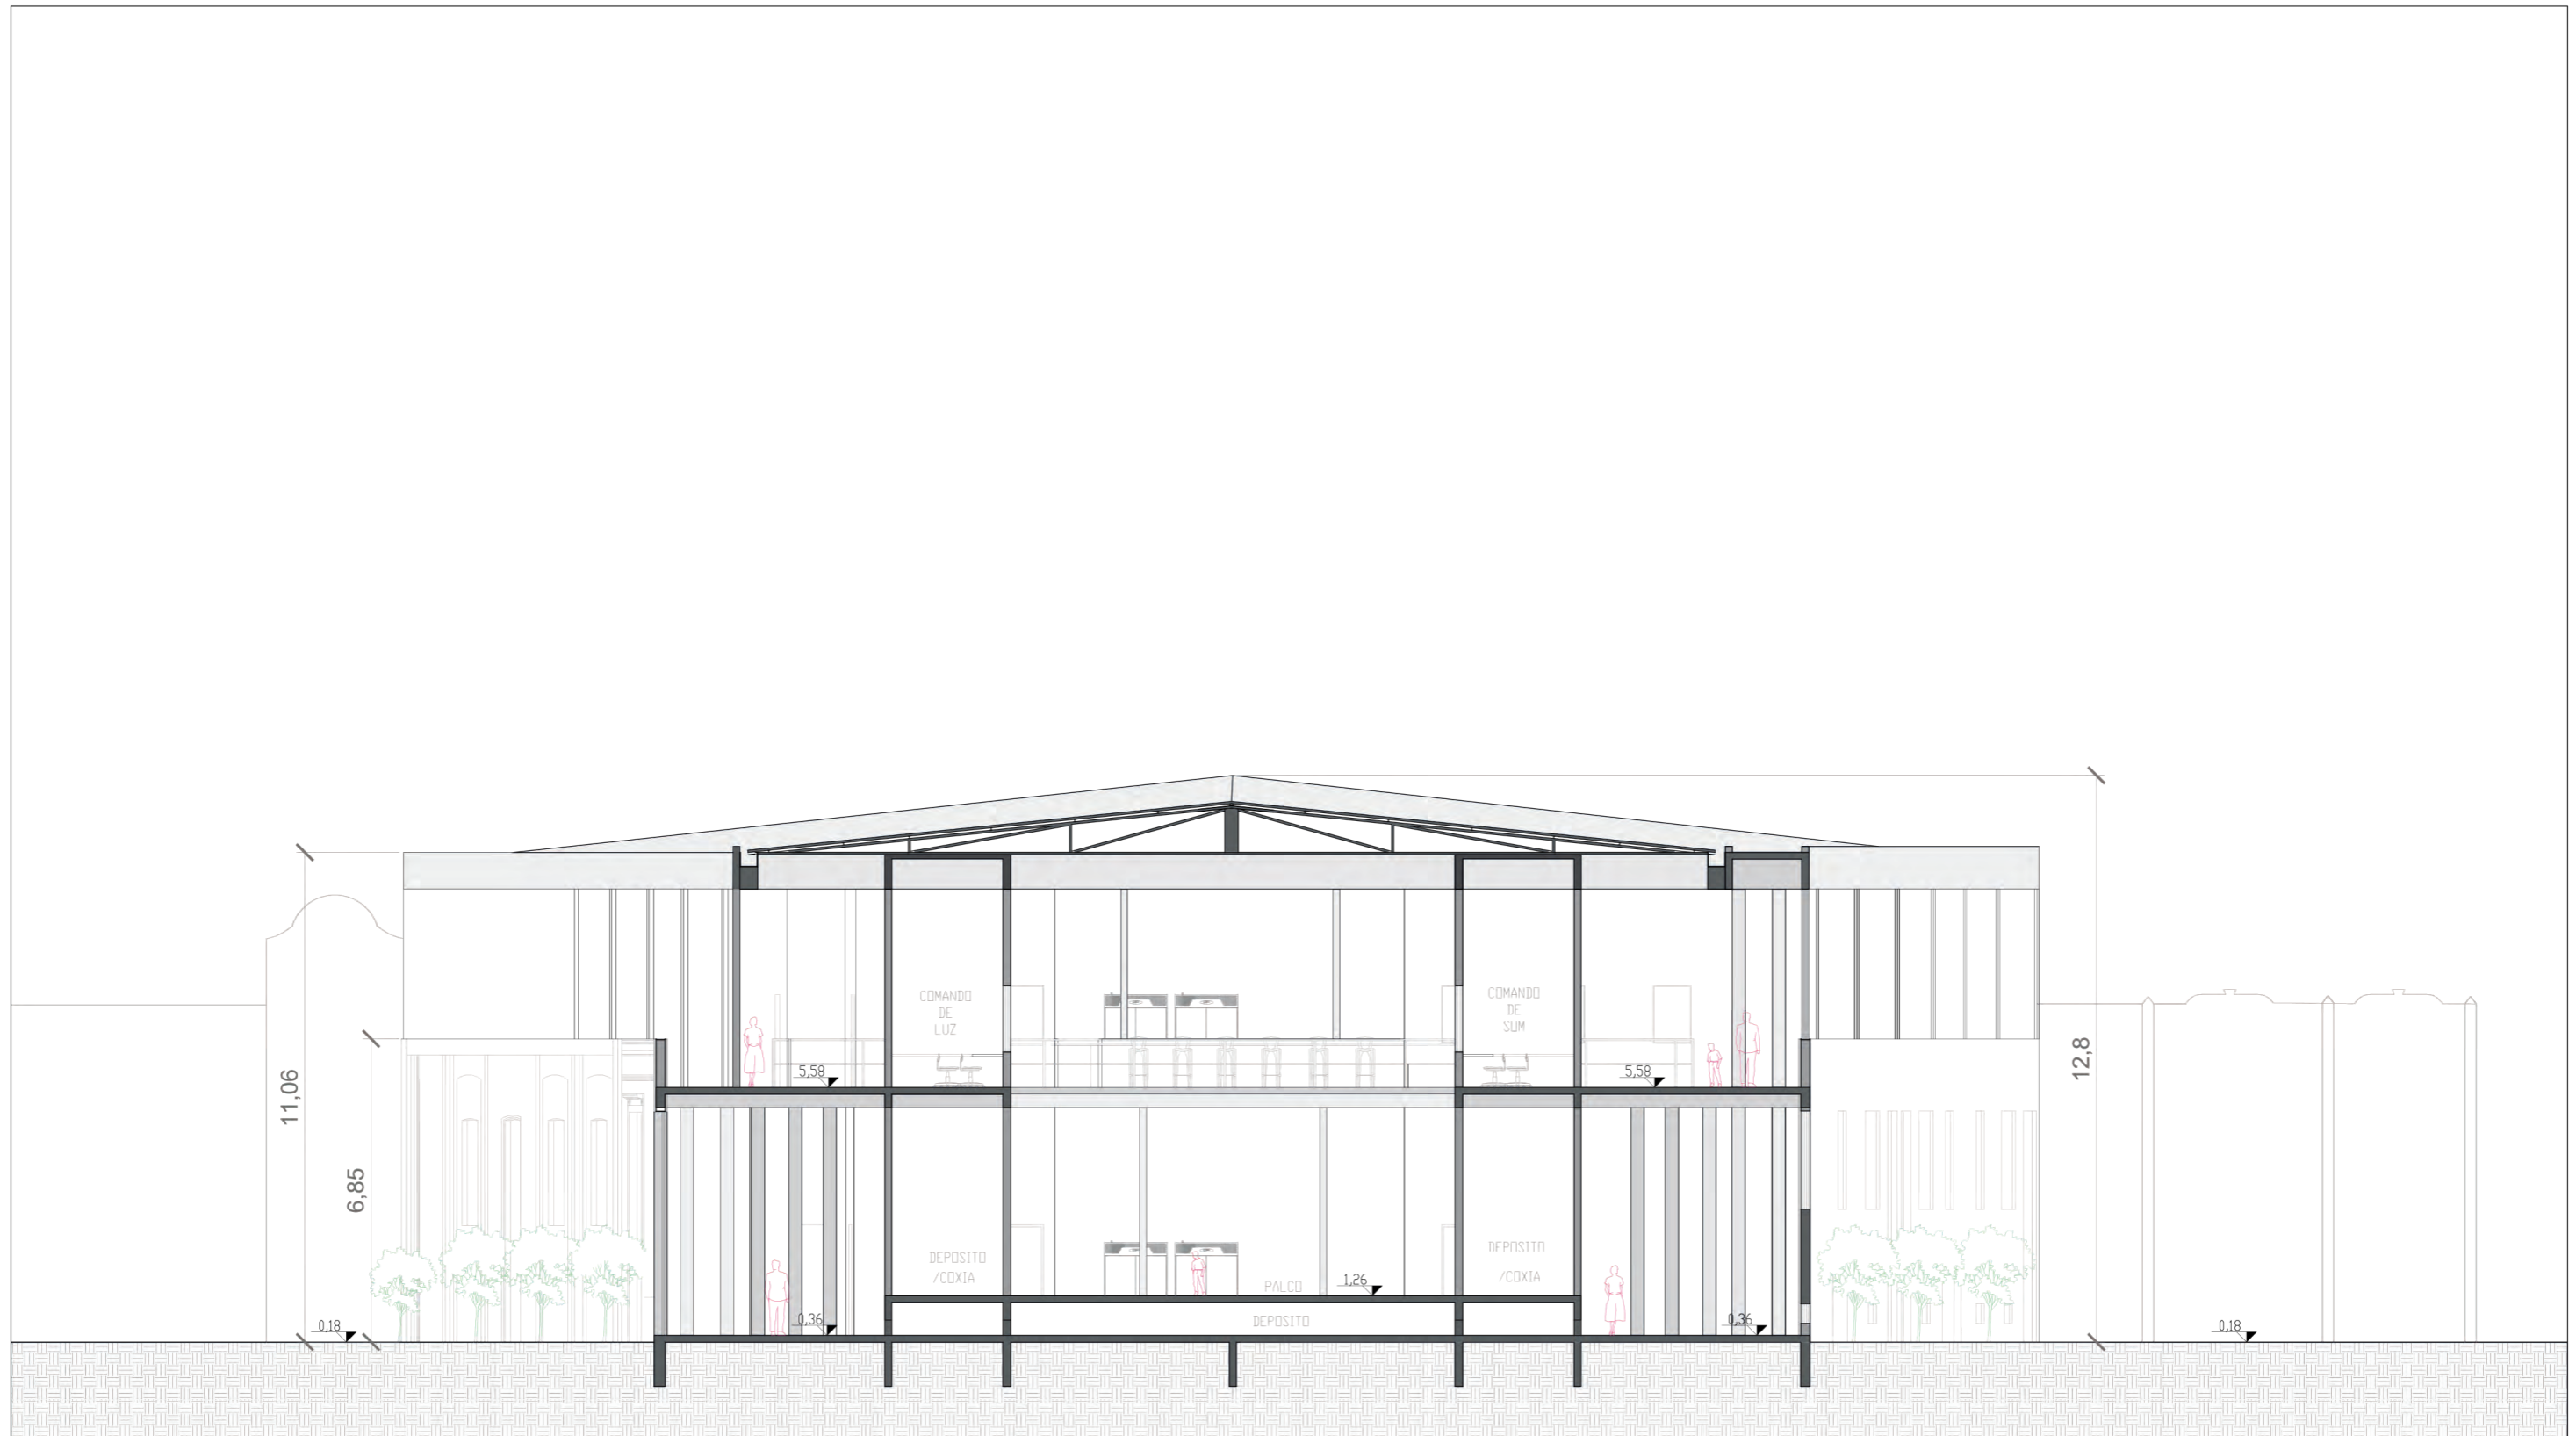 12,8
COMANDO
DE
LUZ
COMANDO
DE
SOM
11,06
5,58
5,58
6,85
DEPOSITO
/COXIA
DEPOSITO
/COXIA
PALCO
1,26
DEPOSITO
0,18
0,36
0,36
0,18